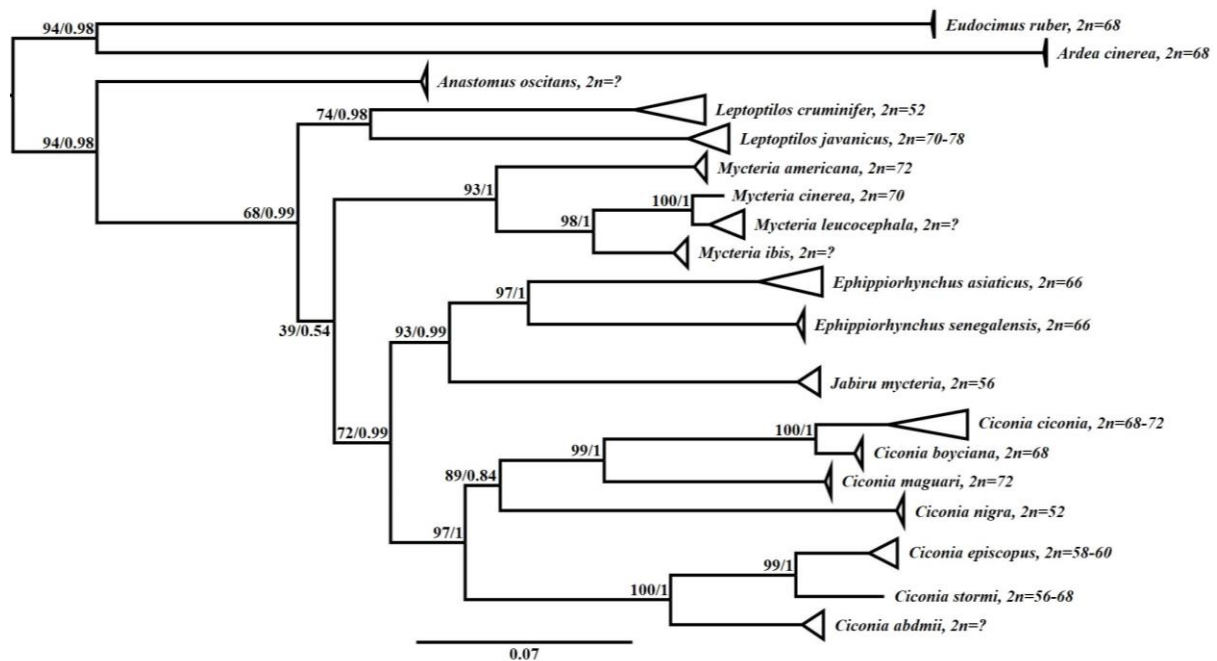 94/0.98
Eudocimus ruber, 2n=68
Ardea cinerea, 2n=68
Anastomus oscitans, 2n=?
94/0.98
74/0.98
Leptoptilos cruminifer, 2n=52
Leptoptilos javanicus, 2n=70-78
68/0.99
Mycteria americana, 2n=72
93/1
Mycteria cinerea, 2n=70
100/1
Mycteria leucocephala, 2n=?
98/1
Mycteria ibis, 2n=?
39/0.54
Ephippiorhynchus asiaticus, 2n=66
97/1
Ephippiorhynchus senegalensis, 2n=66
93/0.99
Jabiru mycteria, 2n=56
72/0.99
Ciconia ciconia, 2n=68-72
100/1
Ciconia boyciana, 2n=68
99/1
Ciconia maguari, 2n=72
89/0.84
Ciconia nigra, 2n=52
97/1
Ciconia episcopus, 2n=58-60
99/1
Ciconia stormi, 2n=56-68
100/1
Ciconia abdmii, 2n=?
0.07